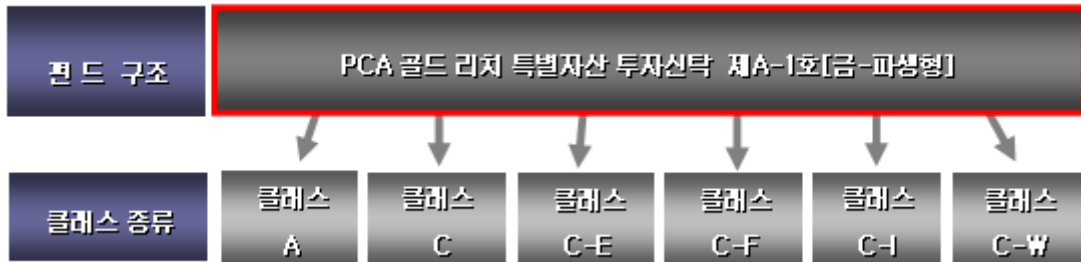 펀 드 구조
PCA 골드 리치 특별자산 투자신탁 제A-1호[금-파생형]
클래스 종류
클래스
A
클래스
C
클래스
C-E
클래스
C-F
클래스
C-I
클래스
C-W